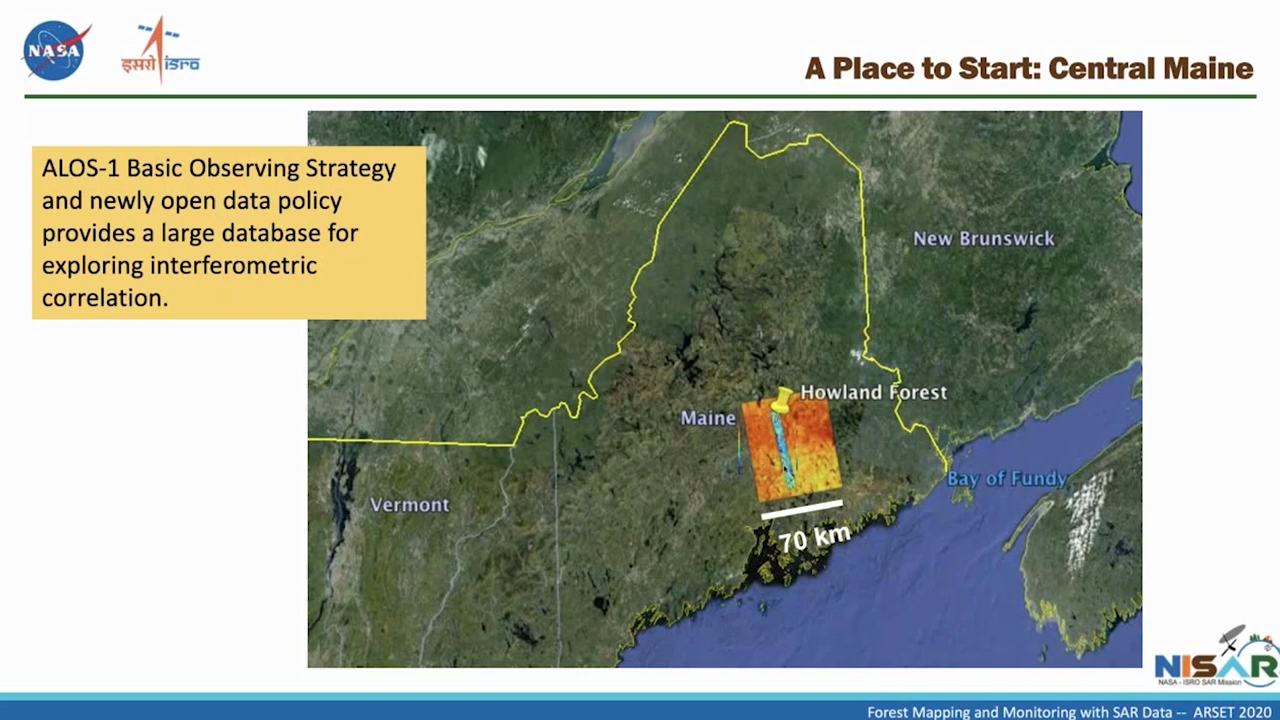 NASA
इसरो isro
A Place to Start: Central Maine
ALOS-1 Basic Observing Strategy
and newly open data policy
provides a large database for
exploring interferometric
correlation.
New Brunswick
Howland Forest
Maine
Bay of Fundy
Vermont
70 km
NISAR
NASA - ISRO SAR Mission
Forest Mapping and Monitoring with SAR Data -- ARSET 2020